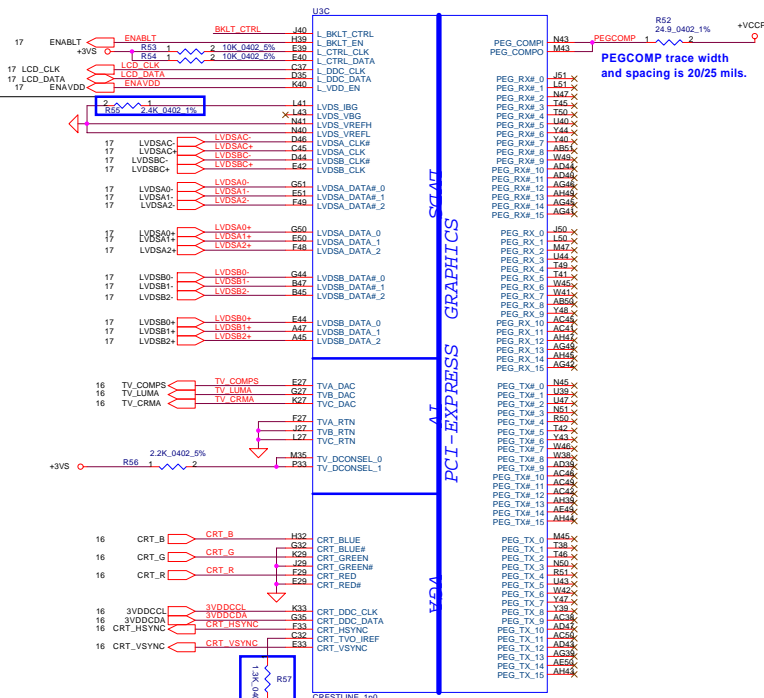 U3C
BKLT_CTRL J40 L_BKLT_CTRL
17 ENABLT ENABLT H39 L_BKLT_EN
+3VS R53 1 2 10K_0402_5% E39 L_CTRL_CLK
R54 1 2 10K_0402_5% E40 L_CTRL_DATA
17 LCD_CLK LCD_CLK C37 L_DDC_CLK
17 LCD_DATA LCD_DATA D35 L_DDC_DATA
17 ENAVDD ENAVDD K40 L_VDD_EN
2 1 L41 LVDS_IBG
R55 2.4K_0402_1%
L43 LVDS_VBG
N41 LVDS_VREFH
N40 LVDS_VREFL
17 LVDSAC- LVDSAC- D46 LVDSA_CLK#
17 LVDSAC+ LVDSAC+ C45 LVDSA_CLK
17 LVDSBC- LVDSBC- D44 LVDSB_CLK#
17 LVDSBC+ LVDSBC+ E42 LVDSB_CLK
17 LVDSA0- LVDSA0- G51 LVDSA_DATA#_0
17 LVDSA1- LVDSA1- E51 LVDSA_DATA#_1
17 LVDSA2- LVDSA2- F49 LVDSA_DATA#_2
17 LVDSA0+ LVDSA0+ G50 LVDSA_DATA_0
17 LVDSA1+ LVDSA1+ E50 LVDSA_DATA_1
17 LVDSA2+ LVDSA2+ F48 LVDSA_DATA_2
17 LVDSB0- LVDSB0- G44 LVDSB_DATA#_0
17 LVDSB1- LVDSB1- B47 LVDSB_DATA#_1
17 LVDSB2- LVDSB2- B45 LVDSB_DATA#_2
17 LVDSB0+ LVDSB0+ E44 LVDSB_DATA_0
17 LVDSB1+ LVDSB1+ A47 LVDSB_DATA_1
17 LVDSB2+ LVDSB2+ A45 LVDSB_DATA_2
16 TV_COMPS TV_COMPS E27 TVA_DAC
16 TV_LUMA TV_LUMA G27 TVB_DAC
16 TV_CRMA TV_CRMA K27 TVC_DAC
F27 TVA_RTN
J27 TVB_RTN
L27 TVC_RTN
2.2K_0402_5% M35 TV_DCONSEL_0
+3VS R56 1 2 P33 TV_DCONSEL_1
16 CRT_B CRT_B H32 CRT_BLUE
G32 CRT_BLUE#
16 CRT_G CRT_G K29 CRT_GREEN
J29 CRT_GREEN#
16 CRT_R CRT_R F29 CRT_RED
E29 CRT_RED#
16 3VDDCCL 3VDDCCL K33 CRT_DDC_CLK
16 3VDDCDA 3VDDCDA G35 CRT_DDC_DATA
16 CRT_HSYNC CRT_HSYNC F33 CRT_HSYNC
C32 CRT_TVO_IREF
16 CRT_VSYNC CRT_VSYNC E33 CRT_VSYNC
R57
CRESTLINE_1p0
LVDS
PCI-EXPRESS GRAPHICS
VGA
R52
24.9_0402_1%
+VCCP
PEG_COMPI N43 PEGCOMP 1 2
PEG_COMPO M43
PEGCOMP trace width
and spacing is 20/25 mils.
PEG_RX#_0 J51
PEG_RX#_1 L51
PEG_RX#_2 N47
PEG_RX#_3 T45
PEG_RX#_4 T50
PEG_RX#_5 U40
PEG_RX#_6 Y44
PEG_RX#_7 Y40
PEG_RX#_8 AB51
PEG_RX#_9 W49
PEG_RX#_10 AD44
PEG_RX#_11 AD40
PEG_RX#_12 AG46
PEG_RX#_13 AH49
PEG_RX#_14 AG45
PEG_RX#_15 AG41
PEG_RX_0 J50
PEG_RX_1 L50
PEG_RX_2 M47
PEG_RX_3 U44
PEG_RX_4 T49
PEG_RX_5 T41
PEG_RX_6 W45
PEG_RX_7 W41
PEG_RX_8 AB50
PEG_RX_9 Y48
PEG_RX_10 AC45
PEG_RX_11 AC41
PEG_RX_12 AH47
PEG_RX_13 AG49
PEG_RX_14 AH45
PEG_RX_15 AG42
PEG_TX#_0 N45
PEG_TX#_1 U39
PEG_TX#_2 U47
PEG_TX#_3 N51
PEG_TX#_4 R50
PEG_TX#_5 T42
PEG_TX#_6 Y43
PEG_TX#_7 W46
PEG_TX#_8 W38
PEG_TX#_9 AD39
PEG_TX#_10 AC46
PEG_TX#_11 AC49
PEG_TX#_12 AC42
PEG_TX#_13 AH39
PEG_TX#_14 AE49
PEG_TX#_15 AH44
PEG_TX_0 M45
PEG_TX_1 T38
PEG_TX_2 T46
PEG_TX_3 N50
PEG_TX_4 R51
PEG_TX_5 U43
PEG_TX_6 W42
PEG_TX_7 Y47
PEG_TX_8 Y39
PEG_TX_9 AC38
PEG_TX_10 AD47
PEG_TX_11 AC50
PEG_TX_12 AD43
PEG_TX_13 AG39
PEG_TX_14 AE50
PEG_TX_15 AH43